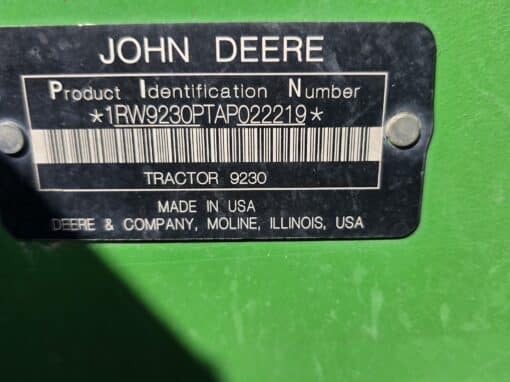 JOHN DEERE
Product Identification Number
*1RW9230PTAP022219*
TRACTOR 9230
MADE IN USA
DEERE & COMPANY, MOLINE, ILLINOIS, USA